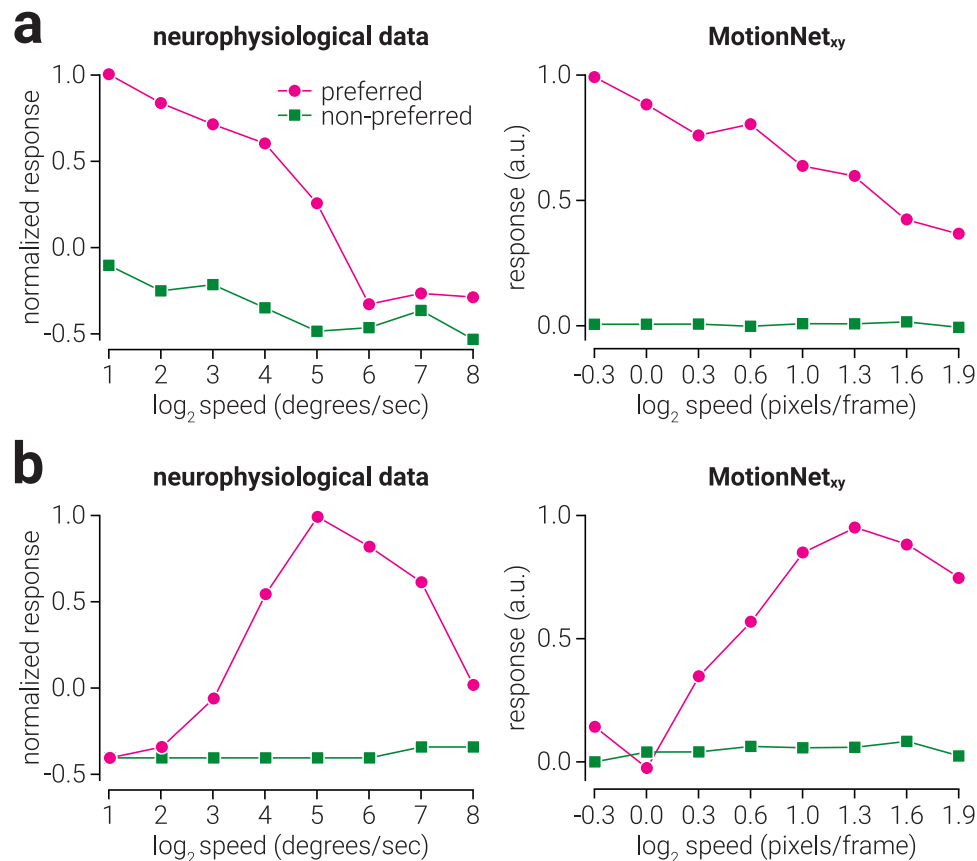 a
neurophysiological data
MotionNetxy
normalized response
1.0
0.5
0.0
-0.5
preferred
non-preferred
1 2 3 4 5 6 7 8
log2 speed (degrees/sec)
response (a.u.)
1.0
0.5
0.0
-0.3 0.0 0.3 0.6 1.0 1.3 1.6 1.9
log2 speed (pixels/frame)
b
neurophysiological data
MotionNetxy
normalized response
1.0
0.5
0.0
-0.5
1 2 3 4 5 6 7 8
log2 speed (degrees/sec)
response (a.u.)
1.0
0.5
0.0
-0.3 0.0 0.3 0.6 1.0 1.3 1.6 1.9
log2 speed (pixels/frame)